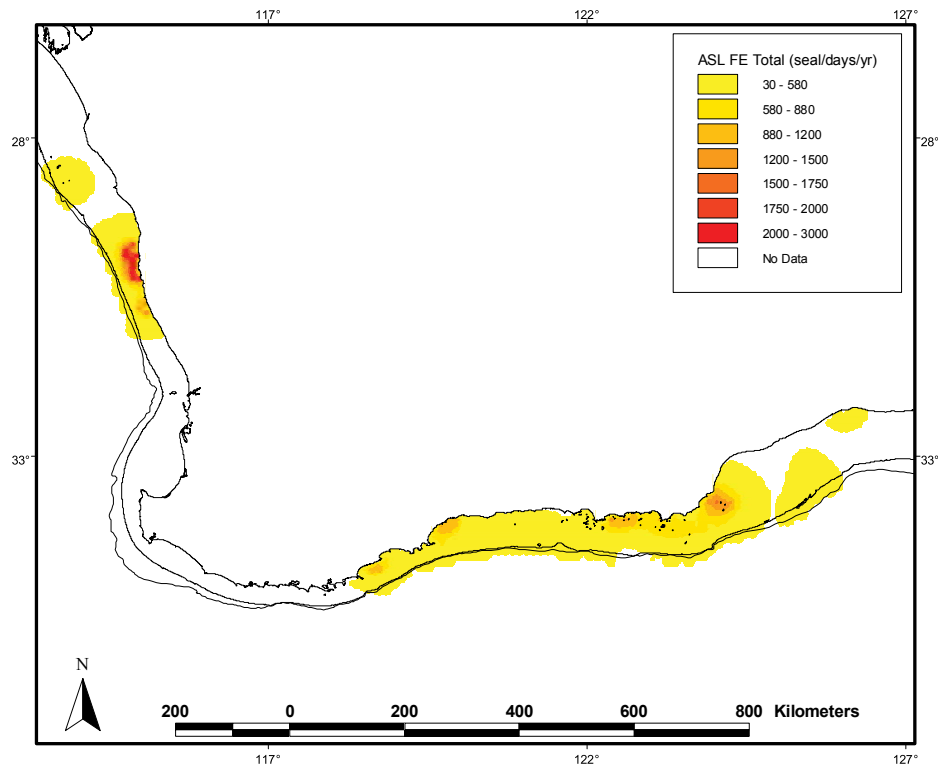 117° 122° 127°
ASL FE Total (seal/days/yr)
30 - 580
580 - 880
880 - 1200
1200 - 1500
1500 - 1750
1750 - 2000
2000 - 3000
No Data
28° 28°
33° 33°
N
200 0 200 400 600 800 Kilometers
117° 122° 127°